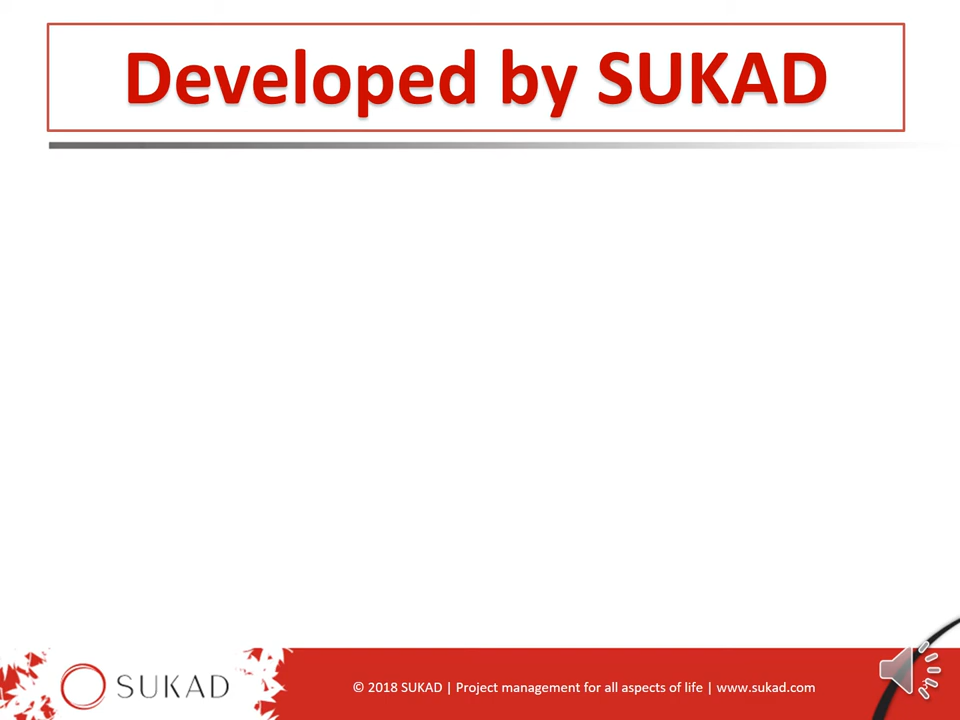 Developed by SUKAD
SUKAD
© 2018 SUKAD | Project management for all aspects of life | www.sukad.com